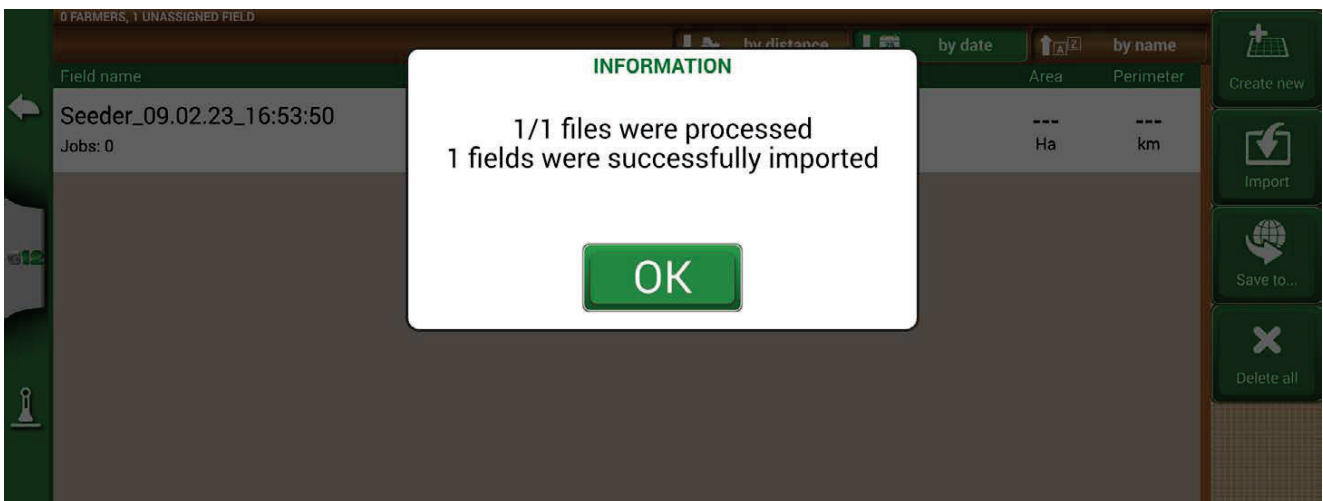 0 FARMERS, 1 UNASSIGNED FIELD
by distance
by date
A Z
by name
Field name
Area
Perimeter
Seeder_09.02.23_16:53:50
Jobs: 0
---
---
Ha
km
INFORMATION
1/1 files were processed
1 fields were successfully imported
OK
12
Create new
Import
Save to...
Delete all